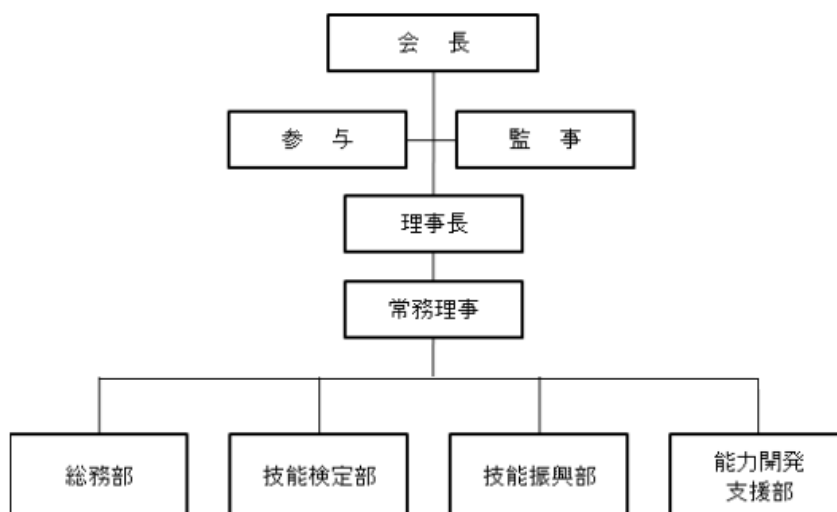 会 長
参 与
監 事
理事長
常務理事
総務部
技能検定部
技能振興部
能力開発
支援部